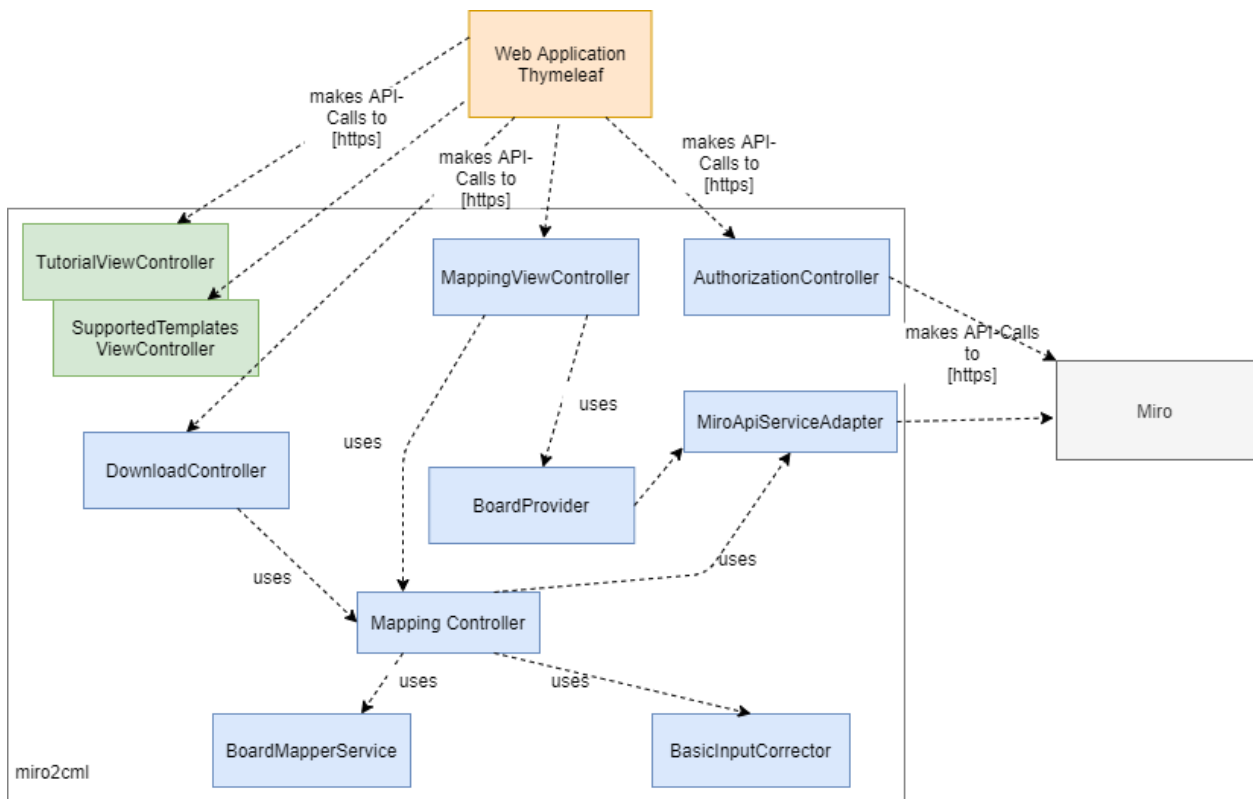 Web Application
Thymeleaf
makes API-
Calls to
[https]
makes API-
Calls to
[https]
makes API-
Calls to
[https]
TutorialViewController
MappingViewController
AuthorizationController
SupportedTemplates
ViewController
makes API-Calls
to
[https]
Miro
uses
MiroApiServiceAdapter
uses
DownloadController
BoardProvider
uses
uses
Mapping Controller
uses
uses
BoardMapperService
BasicInputCorrector
miro2cml